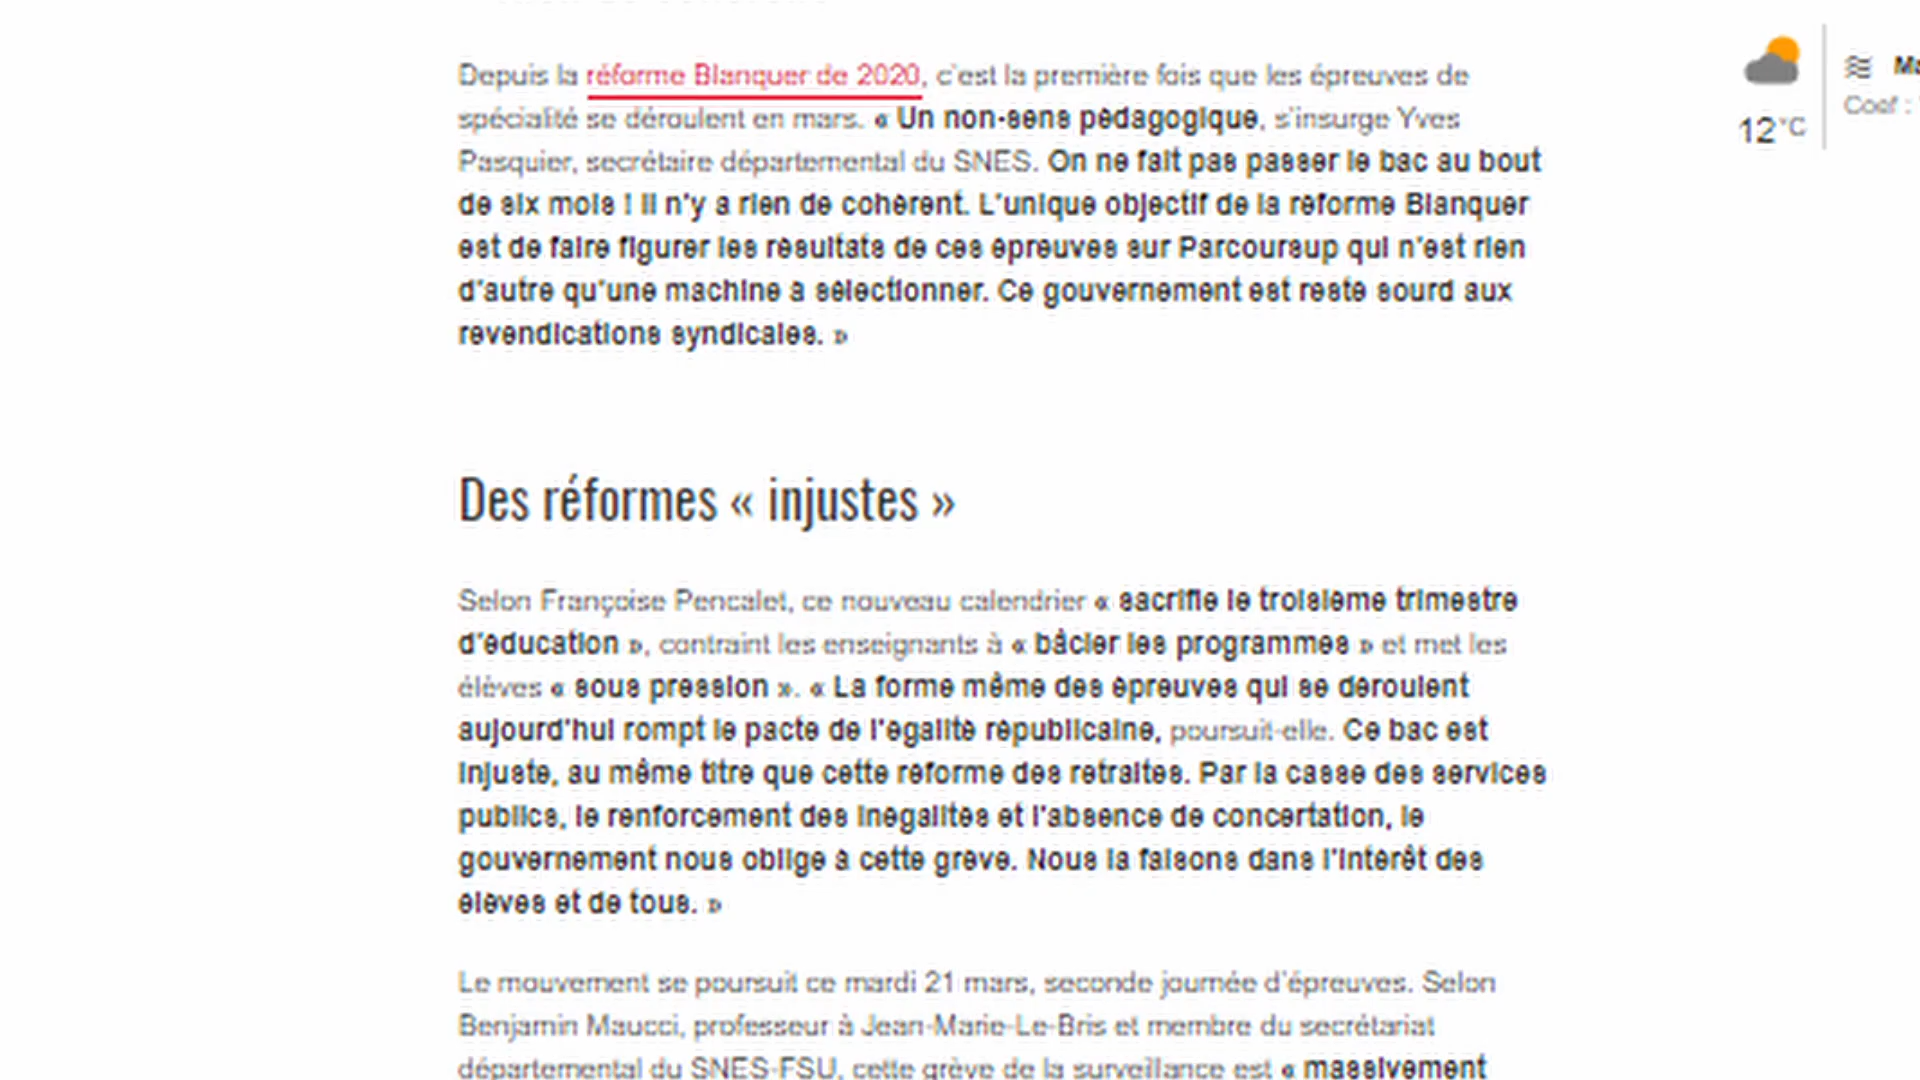 Depuis la réforme Blanquer de 2020, c'est la première fois que les épreuves de
spécialité se déroulent en mars. « Un non-sens pédagogique, s'insurge Yves
Pasquier, secrétaire départemental du SNES. On ne fait pas passer le bac au bout
de six mois ! Il n'y a rien de cohérent. L'unique objectif de la réforme Blanquer
est de faire figurer les résultats de ces épreuves sur Parcoursup qui n'est rien
d'autre qu'une machine à sélectionner. Ce gouvernement est resté sourd aux
revendications syndicales. »
12°C
Coef :
Des réformes « injustes »
Selon Françoise Pencalet, ce nouveau calendrier « sacrifie le troisième trimestre
d'éducation », contraint les enseignants à « bâcler les programmes » et met les
élèves « sous pression ». « La forme même des épreuves qui se déroulent
aujourd'hui rompt le pacte de l'égalité républicaine, poursuit-elle. Ce bac est
injuste, au même titre que cette réforme des retraites. Par la casse des services
publics, le renforcement des inégalités et l'absence de concertation, le
gouvernement nous oblige à cette grève. Nous la faisons dans l'intérêt des
élèves et de tous. »
Le mouvement se poursuit ce mardi 21 mars, seconde journée d'épreuves. Selon
Benjamin Maucci, professeur à Jean-Marie-Le-Bris et membre du secrétariat
départemental du SNES-FSU, cette grève de la surveillance est « massivement